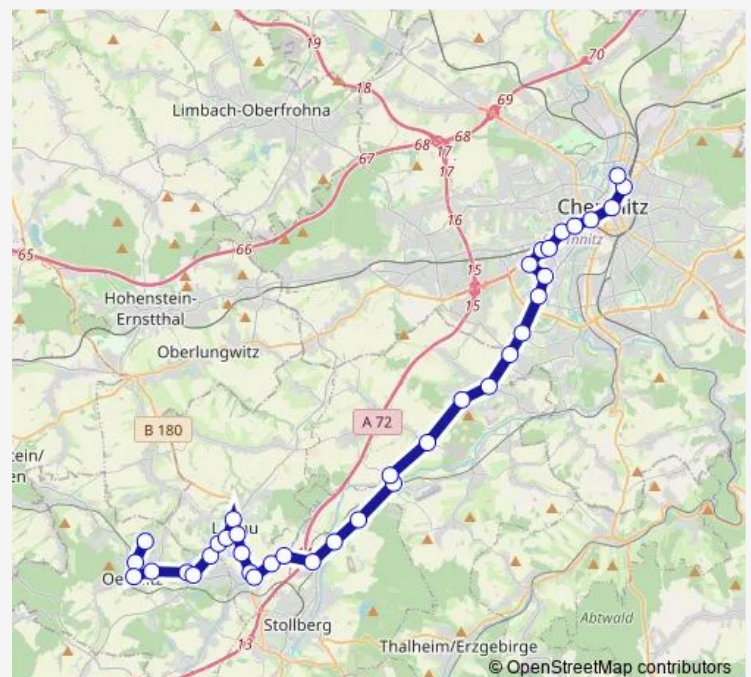 19
70
18
69
Limbach-Oberfrohna
68
68
17
67
17
16
Chemnitz
66
65
15
Hohenstein-
Ernstthal
15
Oberlungwitz
B 180
A 72
Stollberg
13
Abtwald
Thalheim/Erzgebirge
© OpenStreetMap contributors